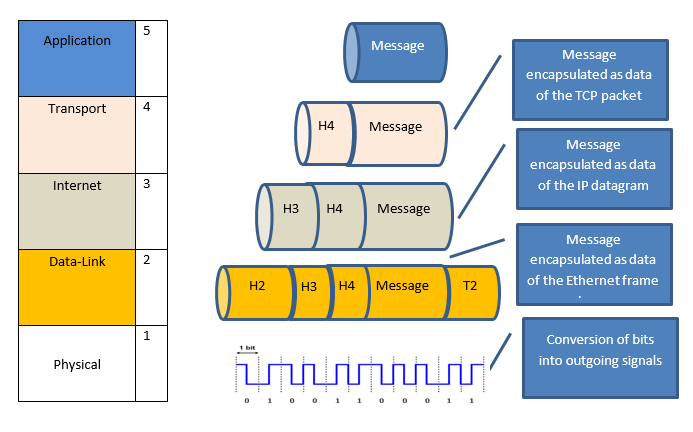 Application
5
Message
Message
encapsulated as data
of the TCP packet
Transport
4
H4
Message
Message
encapsulated as data
of the IP datagram
Internet
3
H3
H4
Message
Message
encapsulated as data
of the Ethernet frame
.
Data-Link
2
H2
H3
H4
Message
T2
Physical
1
1 bit
0 1 0 0 1 1 0 0 0 1 1
Conversion of bits
into outgoing signals